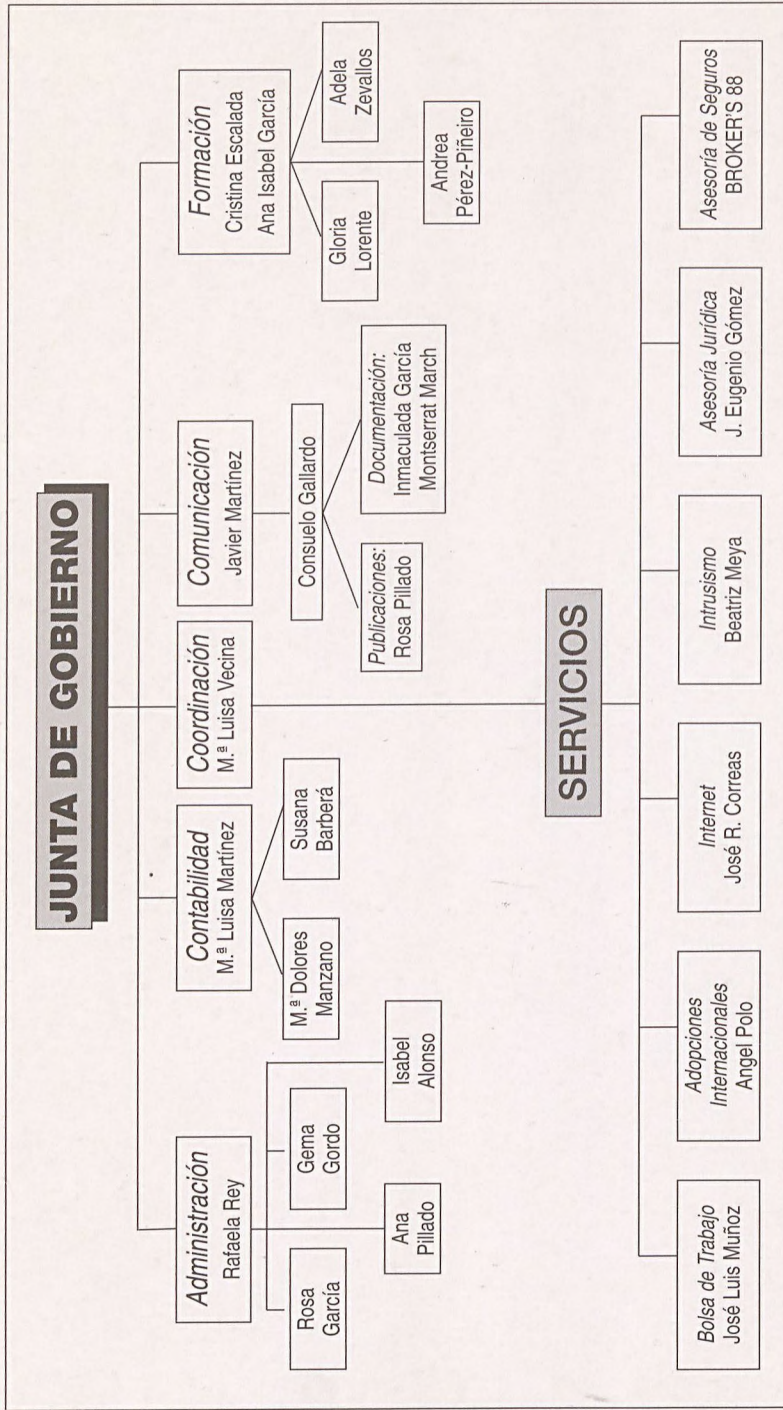 JUNTA DE GOBIERNO
Administración
Rafaela Rey
Rosa
García
Gema
Gordo
Ana
Pillado
Isabel
Alonso
Contabilidad
M.ª Luisa Martínez
M.ª Dolores
Manzano
Susana
Barberá
Coordinación
M.ª Luisa Vecina
Comunicación
Javier Martínez
Consuelo Gallardo
Publicaciones:
Rosa Pillado
Documentación:
Inmaculada García
Montserrat March
Formación
Cristina Escalada
Ana Isabel García
Gloria
Lorente
Adela
Zevallos
Andrea
Pérez-Piñeiro
SERVICIOS
Bolsa de Trabajo
José Luis Muñoz
Adopciones
Internacionales
Angel Polo
Internet
José R. Correas
Intrusismo
Beatriz Meya
Asesoría Jurídica
J. Eugenio Gómez
Asesoría de Seguros
BROKER'S 88